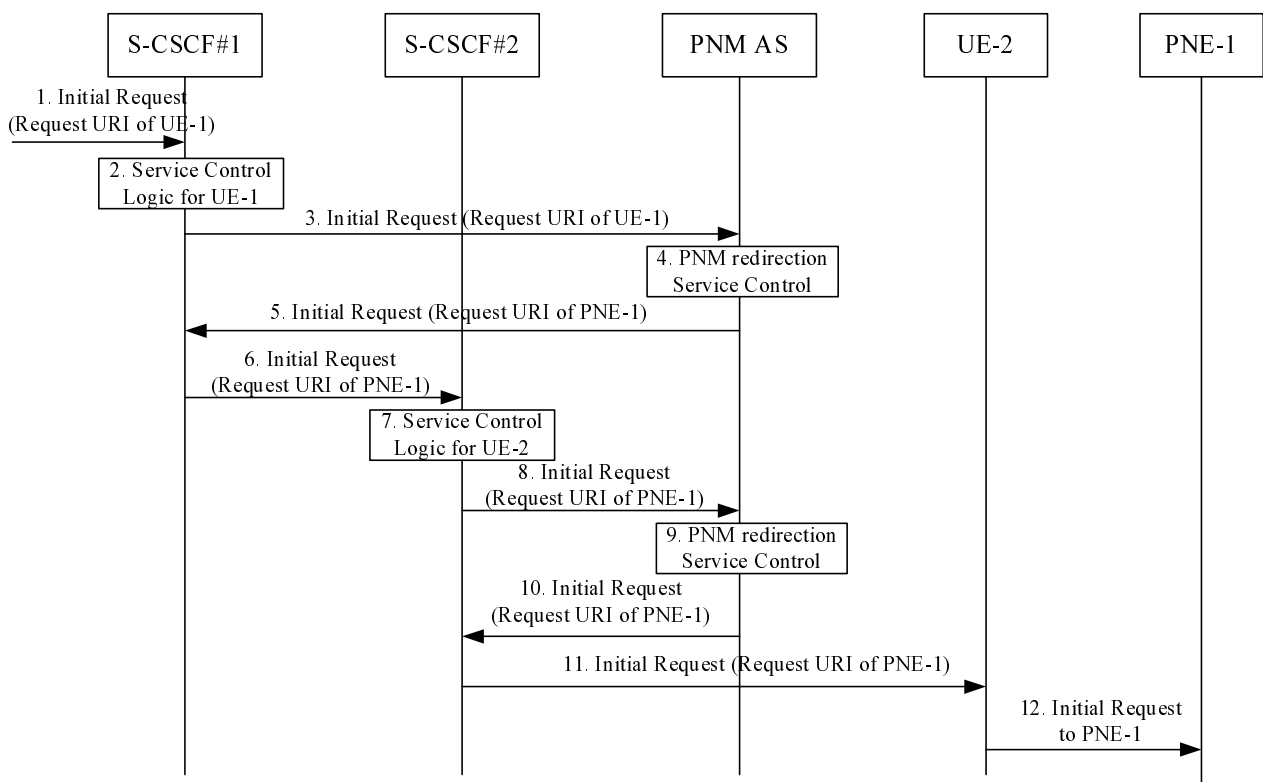 S-CSCF#1
S-CSCF#2
PNM AS
UE-2
PNE-1
1. Initial Request
(Request URI of UE-1)
2. Service Control
Logic for UE-1
3. Initial Request (Request URI of UE-1)
4. PNM redirection
Service Control
5. Initial Request (Request URI of PNE-1)
6. Initial Request
(Request URI of PNE-1)
7. Service Control
Logic for UE-2
8. Initial Request
(Request URI of PNE-1)
9. PNM redirection
Service Control
10. Initial Request
(Request URI of PNE-1)
11. Initial Request (Request URI of PNE-1)
12. Initial Request
to PNE-1